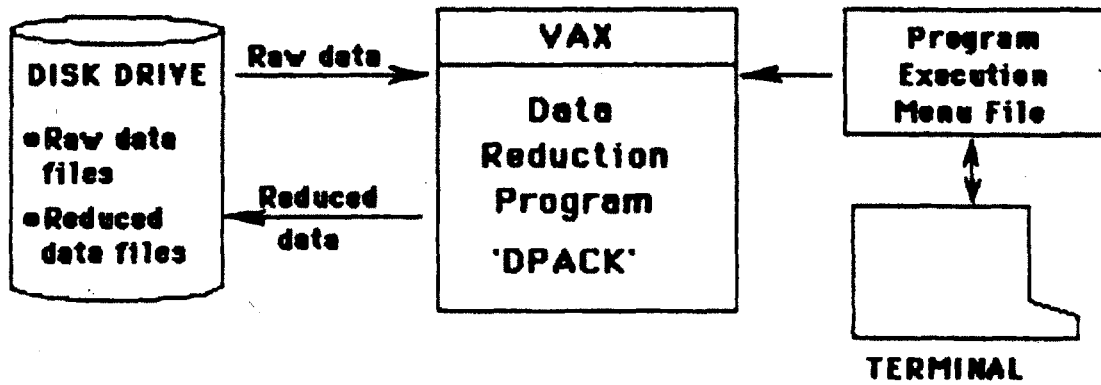 DISK DRIVE
•Raw data
files
•Reduced
data files
Raw data
Reduced
data
VAX
Data
Reduction
Program
'DPACK'
Program
Execution
Menu File
TERMINAL